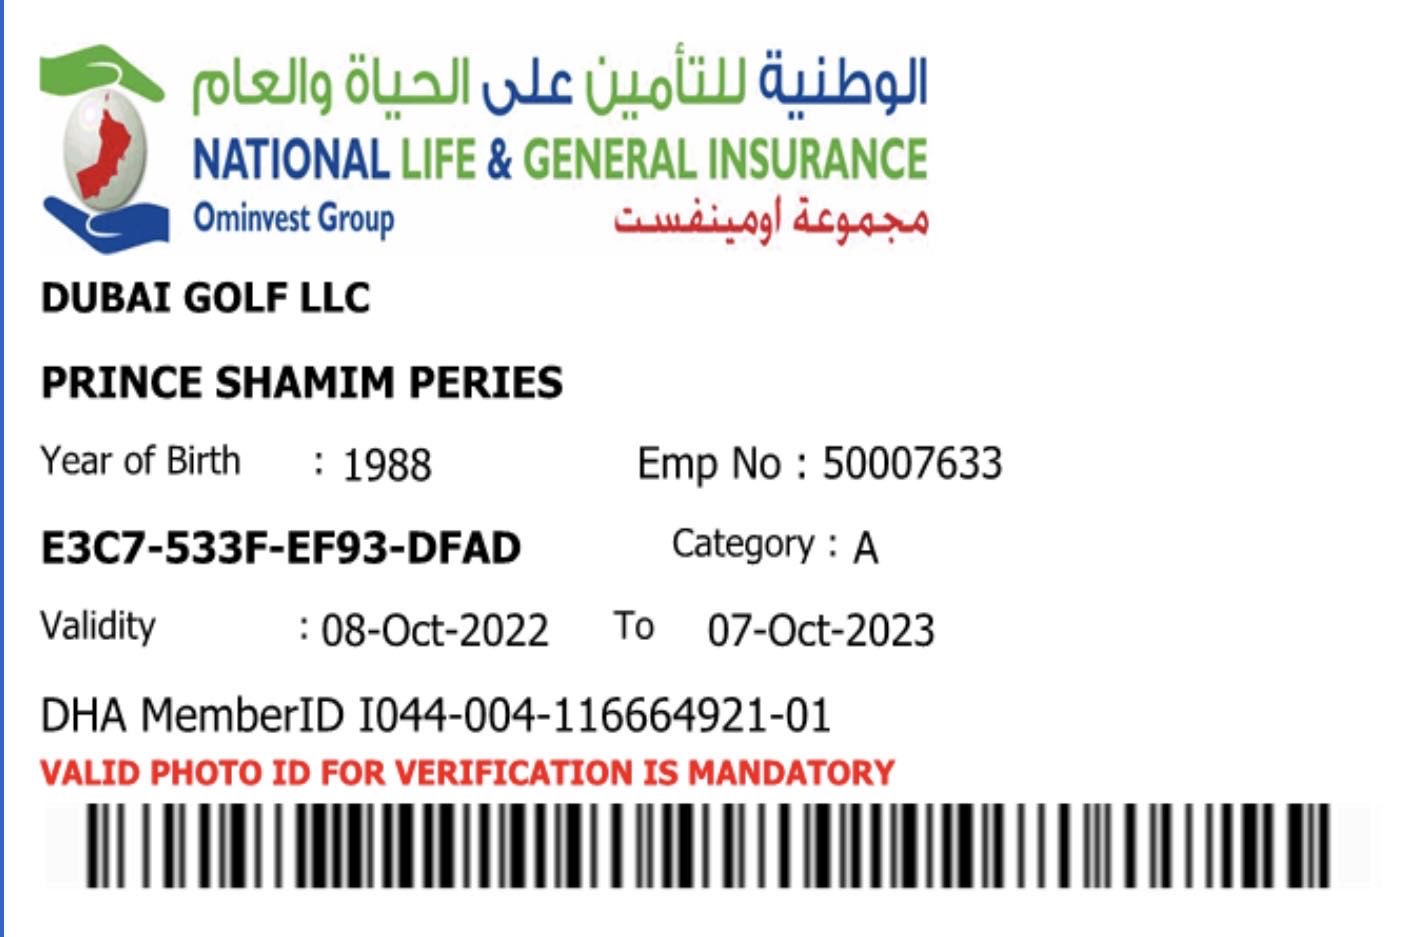 الوطنية للتأمين على الحياة والعام
NATIONAL LIFE & GENERAL INSURANCE
Ominvest Group مجموعة أومينفست
DUBAI GOLF LLC
PRINCE SHAMIM PERIES
Year of Birth : 1988 Emp No : 50007633
E3C7-533F-EF93-DFAD Category : A
Validity : 08-Oct-2022 To 07-Oct-2023
DHA MemberID I044-004-116664921-01
VALID PHOTO ID FOR VERIFICATION IS MANDATORY